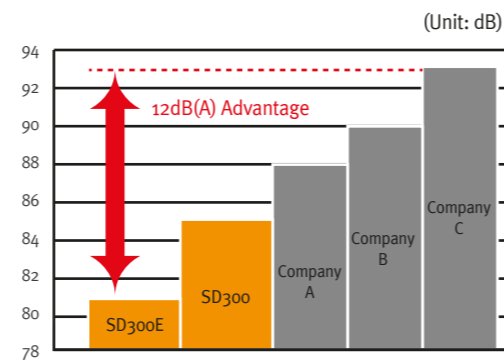 (Unit: dB)
94
92
90
88
86
84
82
80
78
12dB(A) Advantage
SD300E
SD300
Company
A
Company
B
Company
C